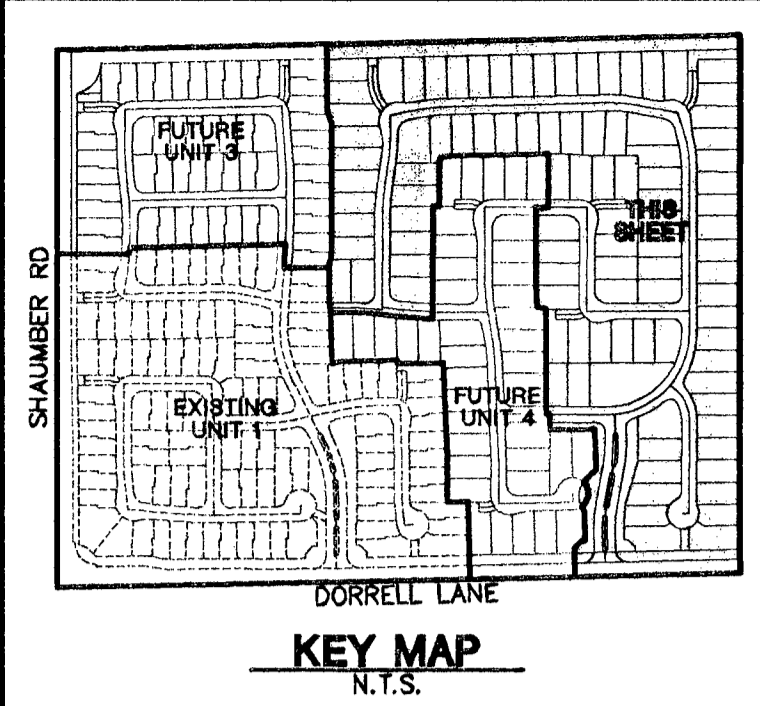 FUTURE
UNIT 3
THIS
SHEET
SHAUMBER RD
EXISTING
UNIT 1
FUTURE
UNIT 4
DORRELL LANE
KEY MAP
N.T.S.